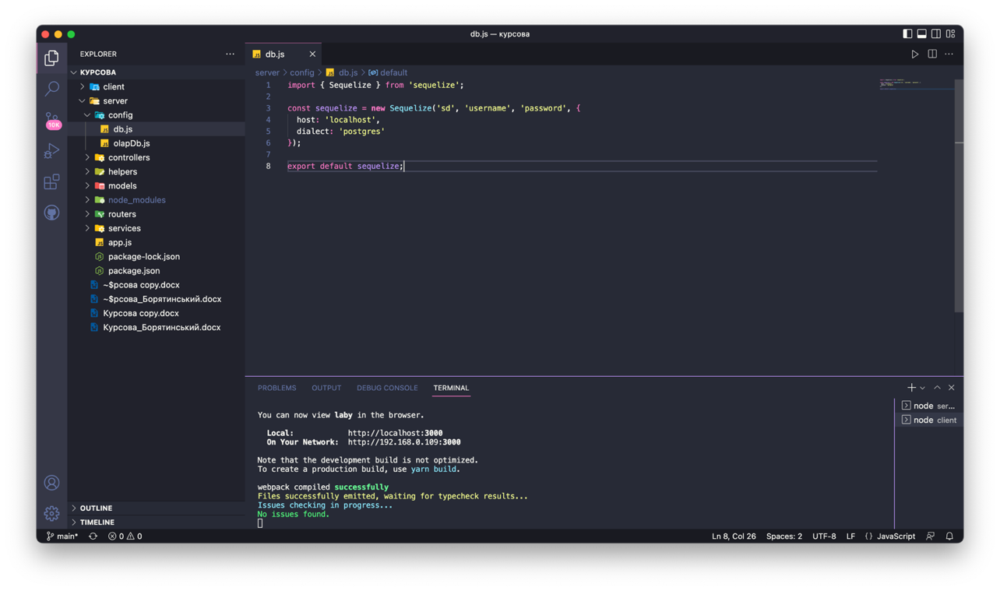 db.js — курсова
EXPLORER
КУРСОВА
client
server
config
db.js
olapDb.js
controllers
helpers
models
node_modules
routers
services
app.js
package-lock.json
package.json
~$рсова copy.docx
~$рсова_Борятинський.docx
Курсова copy.docx
Курсова_Борятинський.docx
OUTLINE
TIMELINE
10K
db.js
server > config > db.js > default
1 import { Sequelize } from 'sequelize';
2
3 const sequelize = new Sequelize('sd', 'username', 'password', {
4 host: 'localhost',
5 dialect: 'postgres'
6 });
7
8 export default sequelize;
PROBLEMS OUTPUT DEBUG CONSOLE TERMINAL
You can now view laby in the browser.
Local: http://localhost:3000
On Your Network: http://192.168.0.109:3000
Note that the development build is not optimized.
To create a production build, use yarn build.
webpack compiled successfully
Files successfully emitted, waiting for typecheck results...
Issues checking in progress...
No issues found.
node ser...
node client
main* 0 0 Ln 8, Col 26 Spaces: 2 UTF-8 LF {} JavaScript